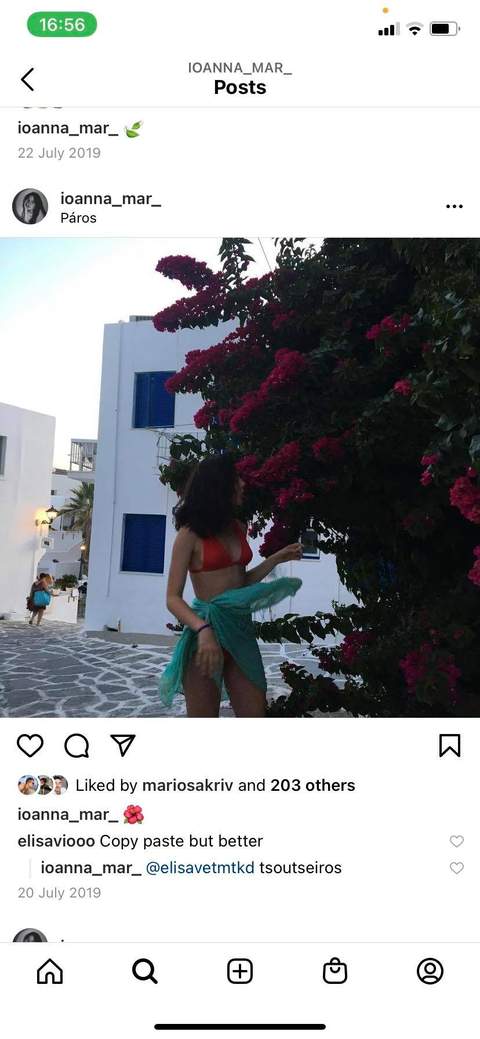 16:56
IOANNA_MAR_
Posts
ioanna_mar_ 🍃
22 July 2019
ioanna_mar_
Páros
Liked by mariosakriv and 203 others
ioanna_mar_ 🌺
elisaviooo Copy paste but better
ioanna_mar_ @elisavetmtkd tsoutseiros
20 July 2019